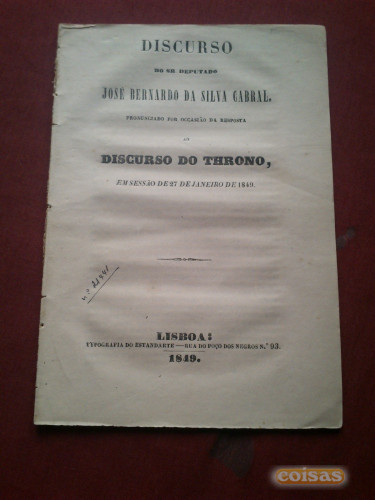 DISCURSO
DO SR DEPUTADO
JOSÉ BERNARDO DA SILVA CABRAL,
PRONUNCIADO POR OCCASIÃO DA RESPOSTA
AO
DISCURSO DO THRONO,
EM SESSÃO DE 27 DE JANEIRO DE 1849.
LISBOA:
TYPOGRAFIA DO ESTANDARTE — RUA DO POÇO DOS NEGROS N.º 93.
1849.
coisas